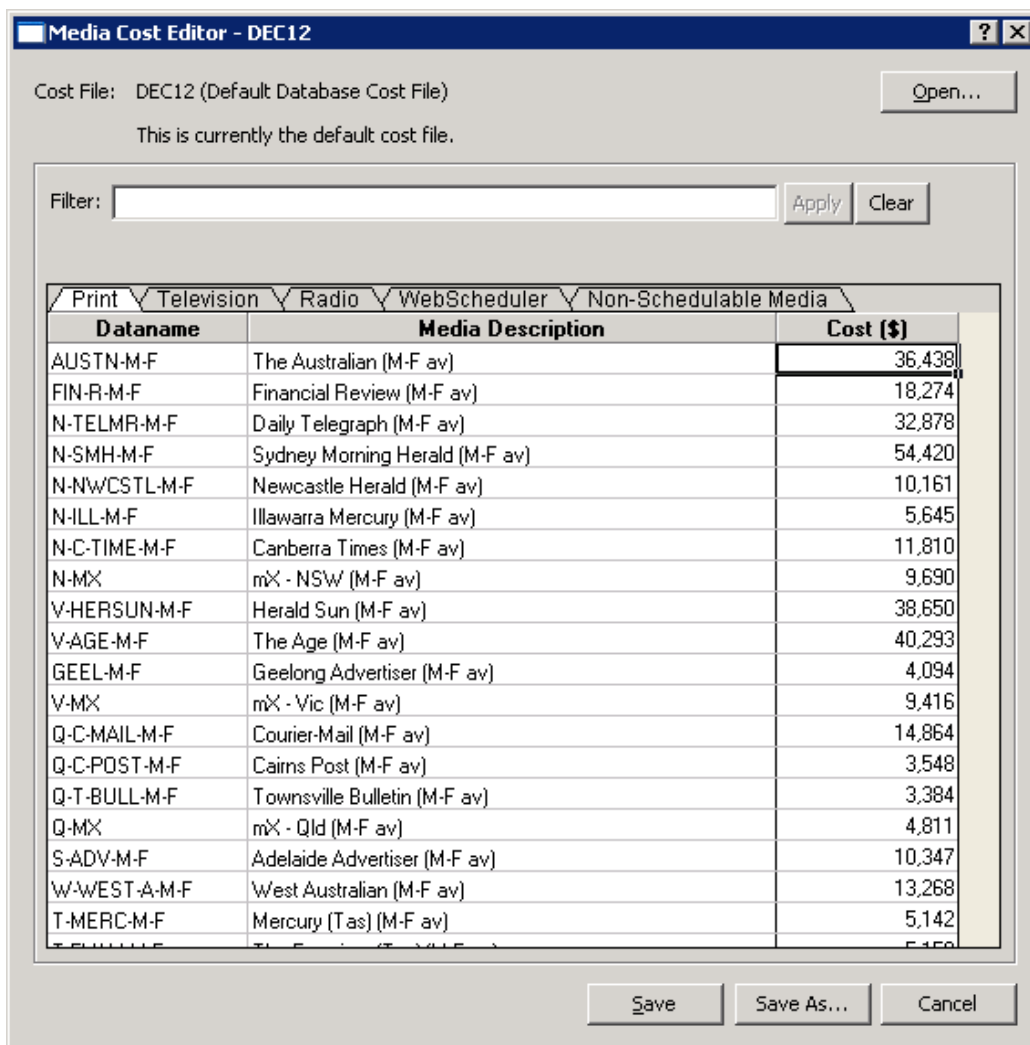 Media Cost Editor - DEC12
Cost File: DEC12 (Default Database Cost File) Open...
This is currently the default cost file.
Filter: Apply Clear
Print Television Radio WebScheduler Non-Schedulable Media
Dataname Media Description Cost ($)
AUSTN-M-F The Australian (M-F av) 36,438
FIN-R-M-F Financial Review (M-F av) 18,274
N-TELMR-M-F Daily Telegraph (M-F av) 32,878
N-SMH-M-F Sydney Morning Herald (M-F av) 54,420
N-NWCSTL-M-F Newcastle Herald (M-F av) 10,161
N-ILL-M-F Illawarra Mercury (M-F av) 5,645
N-C-TIME-M-F Canberra Times (M-F av) 11,810
N-MX mX - NSW (M-F av) 9,690
V-HERSUN-M-F Herald Sun (M-F av) 38,650
V-AGE-M-F The Age (M-F av) 40,293
GEEL-M-F Geelong Advertiser (M-F av) 4,094
V-MX mX - Vic (M-F av) 9,416
Q-C-MAIL-M-F Courier-Mail (M-F av) 14,864
Q-C-POST-M-F Cairns Post (M-F av) 3,548
Q-T-BULL-M-F Townsville Bulletin (M-F av) 3,384
Q-MX mX - Qld (M-F av) 4,811
S-ADV-M-F Adelaide Advertiser (M-F av) 10,347
W-WEST-A-M-F West Australian (M-F av) 13,268
T-MERC-M-F Mercury (Tas) (M-F av) 5,142
Save Save As... Cancel